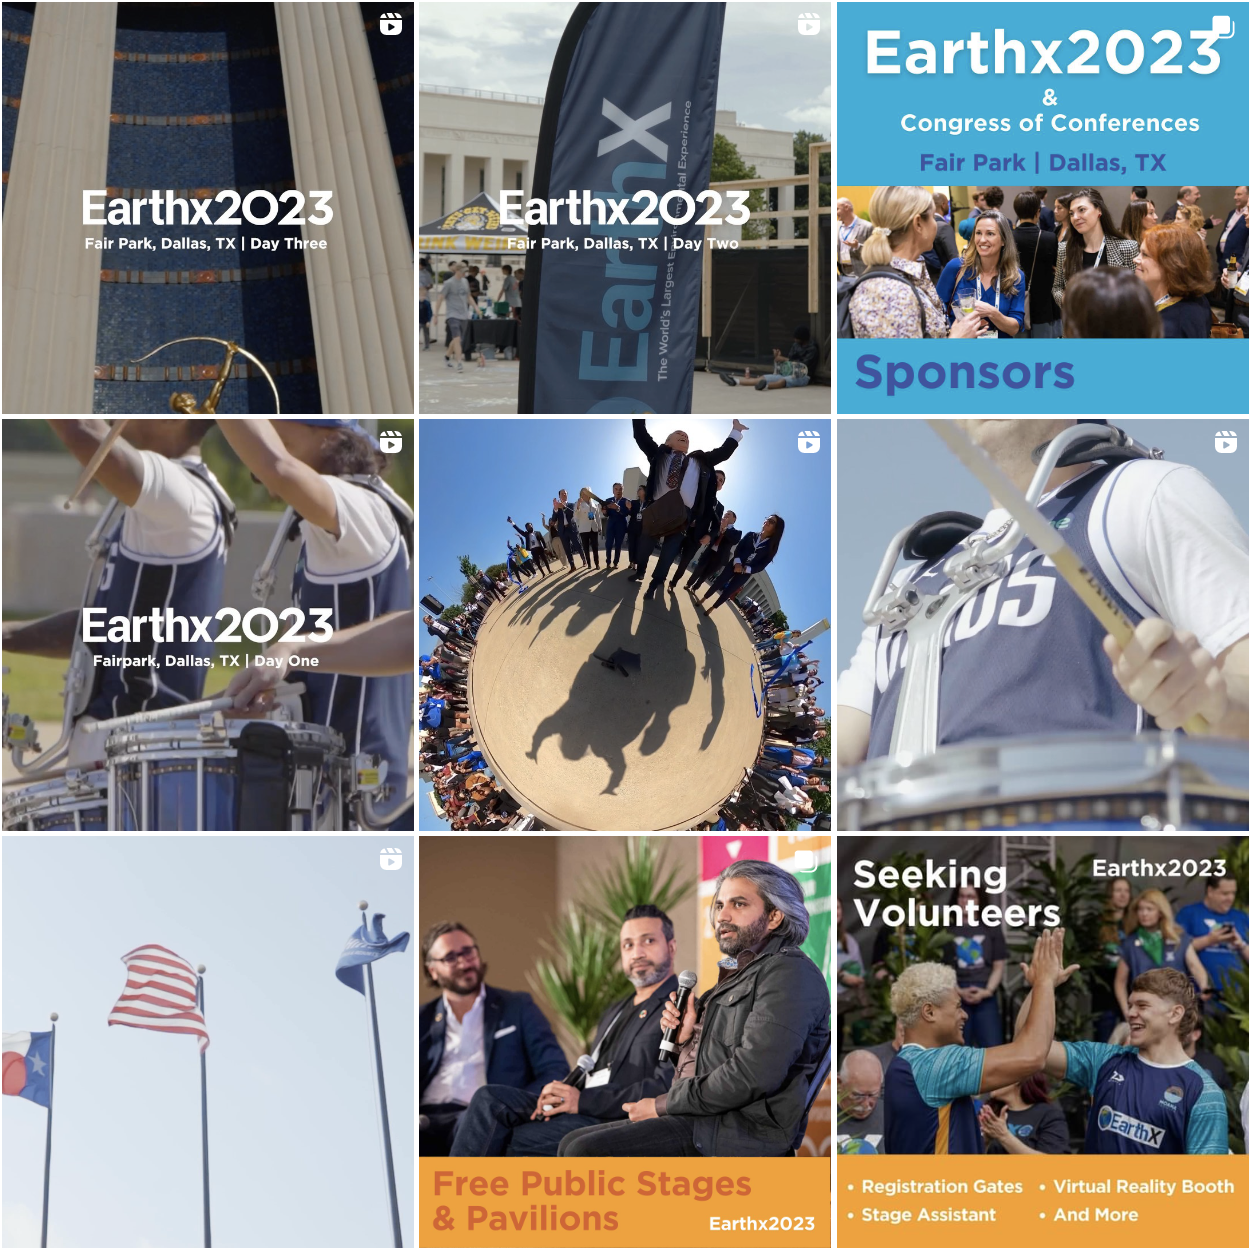 Earthx2023
Fair Park, Dallas, TX | Day Three
EarthX
The World's Largest Environmental Experience
Earthx2023
Fair Park, Dallas, TX | Day Two
Earthx2023
&
Congress of Conferences
Fair Park | Dallas, TX
Sponsors
Earthx2023
Fairpark, Dallas, TX | Day One
Free Public Stages
& Pavilions
Earthx2023
Seeking
Volunteers
Earthx2023
EarthX
• Registration Gates
• Stage Assistant
• Virtual Reality Booth
• And More